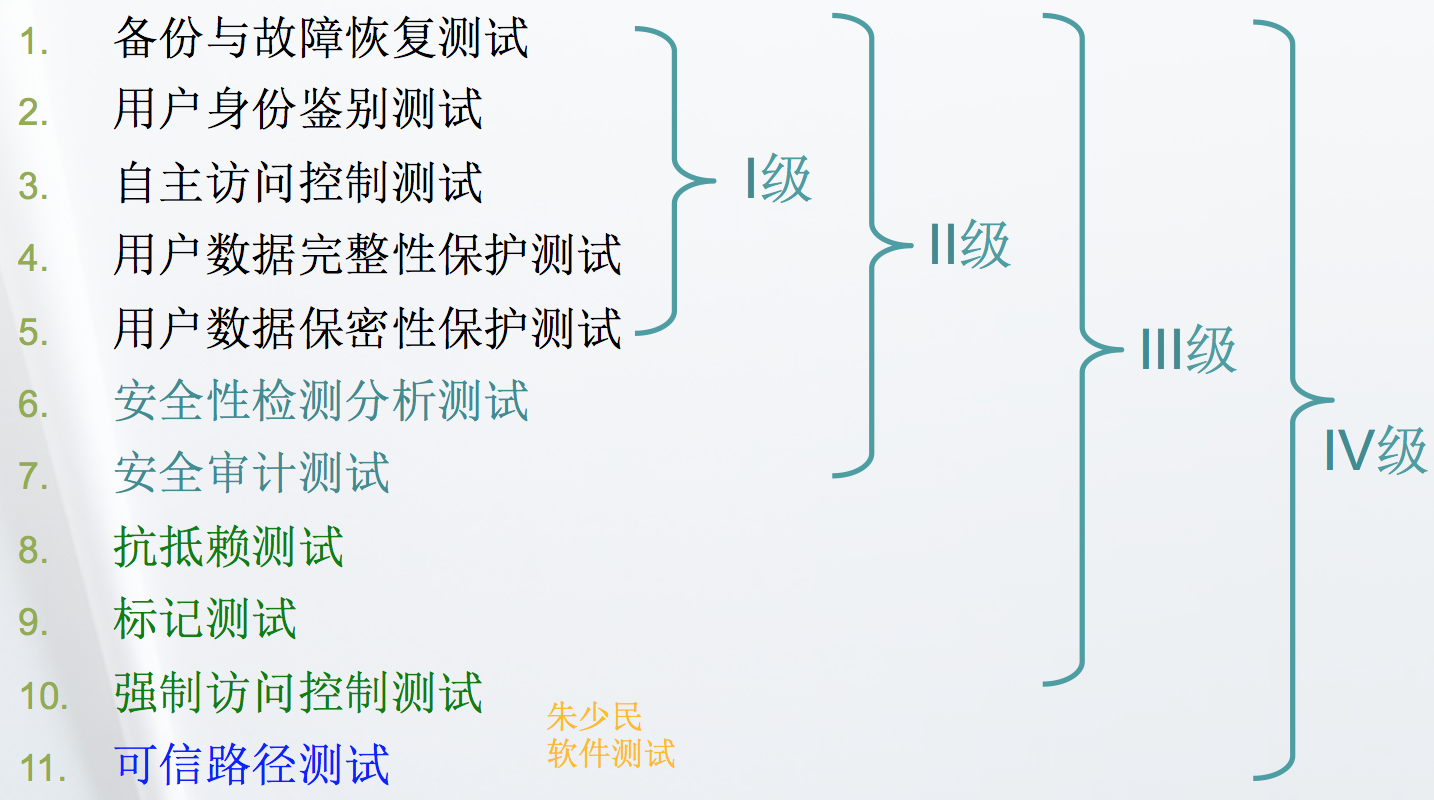 1. 备份与故障恢复测试
2. 用户身份鉴别测试
3. 自主访问控制测试
I级
4. 用户数据完整性保护测试
II级
5. 用户数据保密性保护测试
III级
6. 安全性检测分析测试
IV级
7. 安全审计测试
8. 抗抵赖测试
9. 标记测试
10. 强制访问控制测试
朱少民
软件测试
11. 可信路径测试